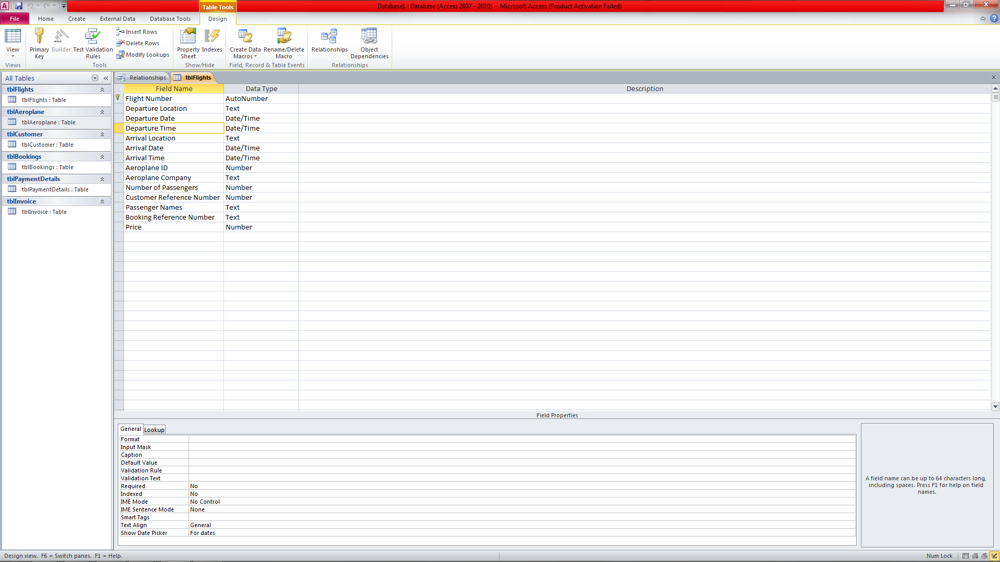 Table Tools
Database1 : Database (Access 2007 - 2010) - Microsoft Access (Product Activation Failed)
File
Home
Create
External Data
Database Tools
Design
View
Primary Key
Builder
Test Validation Rules
Insert Rows
Delete Rows
Modify Lookups
Property Sheet
Indexes
Create Data Macros
Rename/Delete Macro
Relationships
Object Dependencies
Views
Tools
Show/Hide
Field, Record & Table Events
Relationships
All Tables
tblFlights
tblFlights : Table
tblAeroplane
tblAeroplane : Table
tblCustomer
tblCustomer : Table
tblBookings
tblBookings : Table
tblPaymentDetails
tblPaymentDetails : Table
tblInvoice
tblInvoice : Table
Relationships
tblFlights
Field Name Data Type Description
Flight Number AutoNumber
Departure Location Text
Departure Date Date/Time
Departure Time Date/Time
Arrival Location Text
Arrival Date Date/Time
Arrival Time Date/Time
Aeroplane ID Number
Aeroplane Company Text
Number of Passengers Number
Customer Reference Number Number
Passenger Names Text
Booking Reference Number Text
Price Number
Field Properties
General Lookup
Format
Input Mask
Caption
Default Value
Validation Rule
Validation Text
Required No
Indexed No
IME Mode No Control
IME Sentence Mode None
Smart Tags
Text Align General
Show Date Picker For dates
A field name can be up to 64 characters long,
including spaces. Press F1 for help on field
names.
Design view. F6 = Switch panes. F1 = Help.
Num Lock